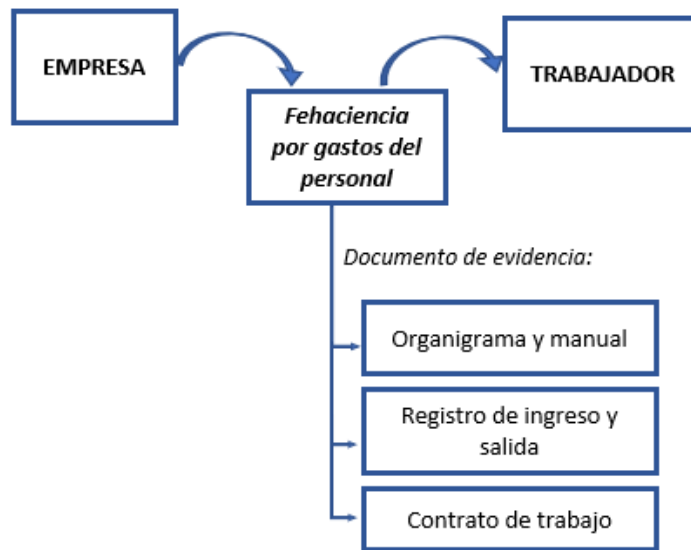 EMPRESA
TRABAJADOR
Fehaciencia
por gastos del
personal
Documento de evidencia:
Organigrama y manual
Registro de ingreso y
salida
Contrato de trabajo